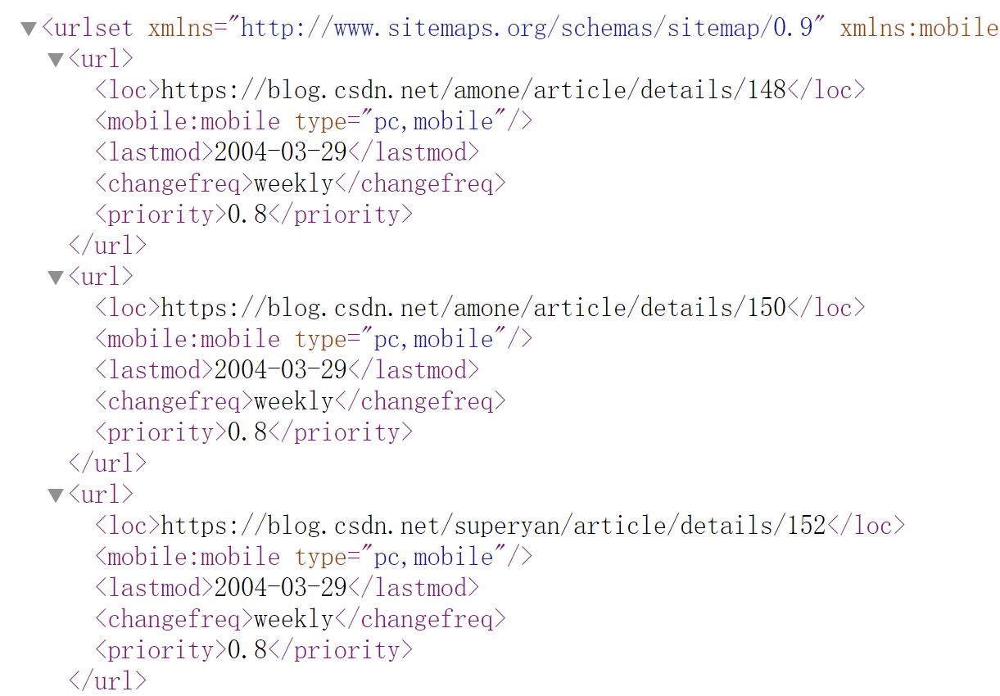 <urlset xmlns="http://www.sitemaps.org/schemas/sitemap/0.9" xmlns:mobile
<url>
<loc>https://blog.csdn.net/amone/article/details/148</loc>
<mobile:mobile type="pc,mobile"/>
<lastmod>2004-03-29</lastmod>
<changefreq>weekly</changefreq>
<priority>0.8</priority>
</url>
<url>
<loc>https://blog.csdn.net/amone/article/details/150</loc>
<mobile:mobile type="pc,mobile"/>
<lastmod>2004-03-29</lastmod>
<changefreq>weekly</changefreq>
<priority>0.8</priority>
</url>
<url>
<loc>https://blog.csdn.net/superyan/article/details/152</loc>
<mobile:mobile type="pc,mobile"/>
<lastmod>2004-03-29</lastmod>
<changefreq>weekly</changefreq>
<priority>0.8</priority>
</url>